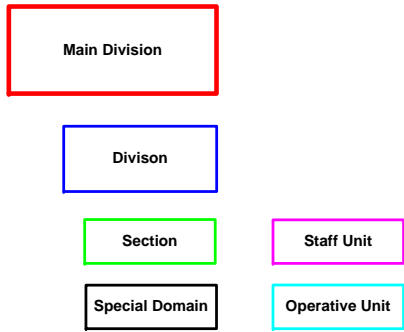 Main Division
Divison
Section
Staff Unit
Special Domain
Operative Unit